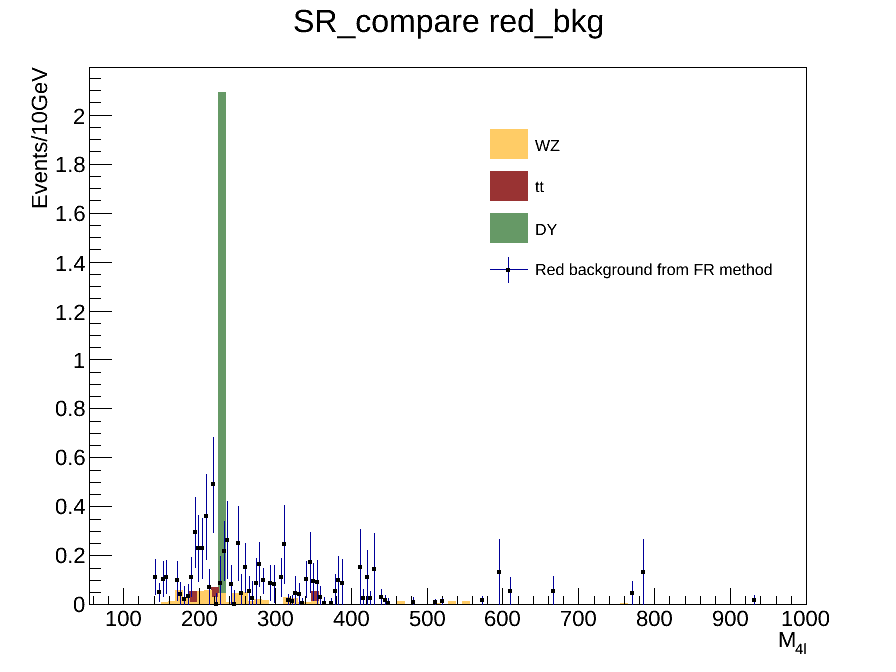 SR_compare red_bkg
Events/10GeV
2
1.8
1.6
1.4
1.2
1
0.8
0.6
0.4
0.2
0
WZ
tt
DY
Red background from FR method
100 200 300 400 500 600 700 800 900 1000
M4l